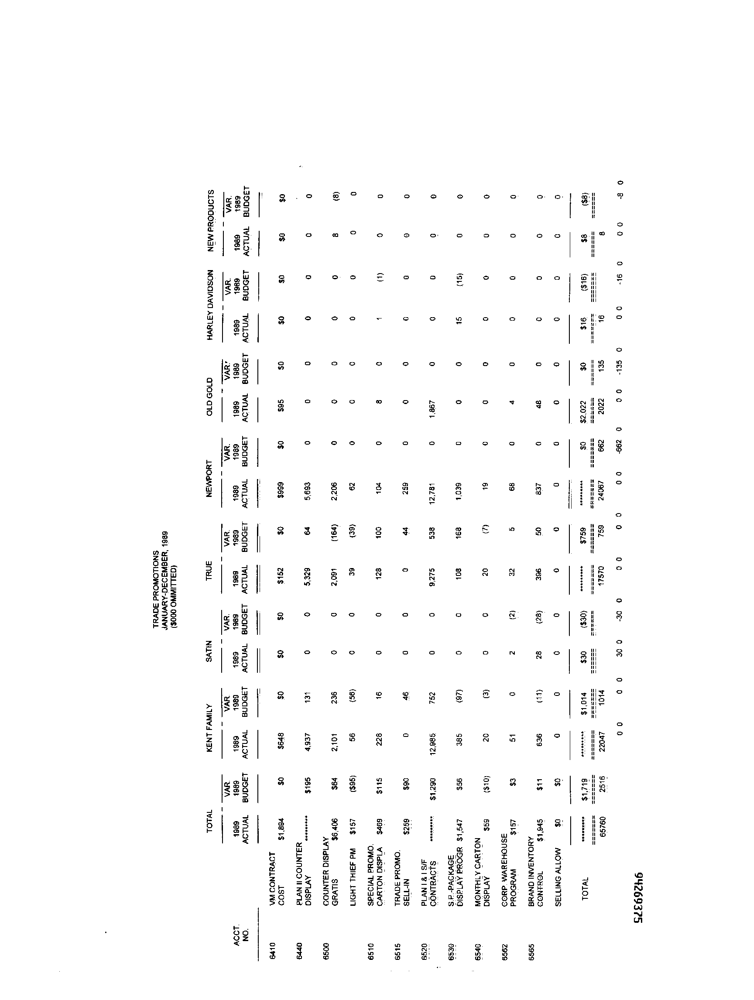 TRADE PROMOTIONS
JANUARY-DECEMBER, 1989
($000 OMMITTED)
TOTAL KENT FAMILY SATIN TRUE NEWPORT OLD GOLD HARLEY DAVIDSON NEW PRODUCTS
VAR. VAR. VAR. VAR. VAR. VAR.' VAR. VAR.
1989 1989 1989 1989 1989 1989 1989 1989 1989 1989 1989 1989 1989 1989 1989 1989
ACCT NO. ACTUAL BUDGET ACTUAL BUDGET ACTUAL BUDGET ACTUAL BUDGET ACTUAL BUDGET ACTUAL BUDGET ACTUAL BUDGET ACTUAL BUDGET
6410 VM CONTRACT COST $1,894 $0 $648 $0 $0 $0 $152 $0 $999 $0 $95 $0 $0 $0 $0 $0
6440 PLAN II COUNTER DISPLAY ********** $195 4,937 131 0 0 5,329 64 5,693 0 0 0 0 0 0 0
6500 COUNTER DISPLAY GRATIS $6,406 $64 2,101 236 0 0 2,091 (164) 2,206 0 0 0 0 0 8 (8)
LIGHT THIEF PM $157 ($95) 56 (56) 0 0 39 (39) 62 0 0 0 0 0 0 0
6510 SPECIAL PROMO. CARTON DISPLA $469 $115 228 16 0 0 128 100 104 0 8 0 1 (1) 0 0
6515 TRADE PROMO. SELL-IN $259 $90 0 46 0 0 0 44 259 0 0 0 0 0 0 0
6520 PLAN I & I S/F CONTRACTS ********** $1,290 12,985 752 0 0 9,275 538 12,781 0 1,867 0 0 0 0 0
6530 S.P.-PACKAGE DISPLAY PROGR $1,547 $56 385 (97) 0 0 108 168 1,039 0 0 0 15 (15) 0 0
6540 MONTHLY CARTON DISPLAY $59 ($10) 20 (3) 0 0 20 (7) 19 0 0 0 0 0 0 0
6562 CORP. WAREHOUSE PROGRAM $157 $3 51 0 2 (2) 32 5 68 0 4 0 0 0 0 0
6565 BRAND INVENTORY CONTROL $1,945 $11 636 (11) 28 (28) 396 50 837 0 48 0 0 0 0 0
SELLING ALLOW $0 $0 0 0 0 0 0 0 0 0 0 0 0 0 0 0
TOTAL ********** $1,719 ********** $1,014 $30 ($30) ********** $759 ********** $0 $2,022 $0 $16 ($16) $8 ($8)
65760 2516 22047 1014 17570 759 24067 662 2022 135 16 8
0 0 0 0 30 0 -30 0 0 0 0 0 0 0 -662 0 0 0 -135 0 0 0 -16 0 0 0 -8 0
94269375